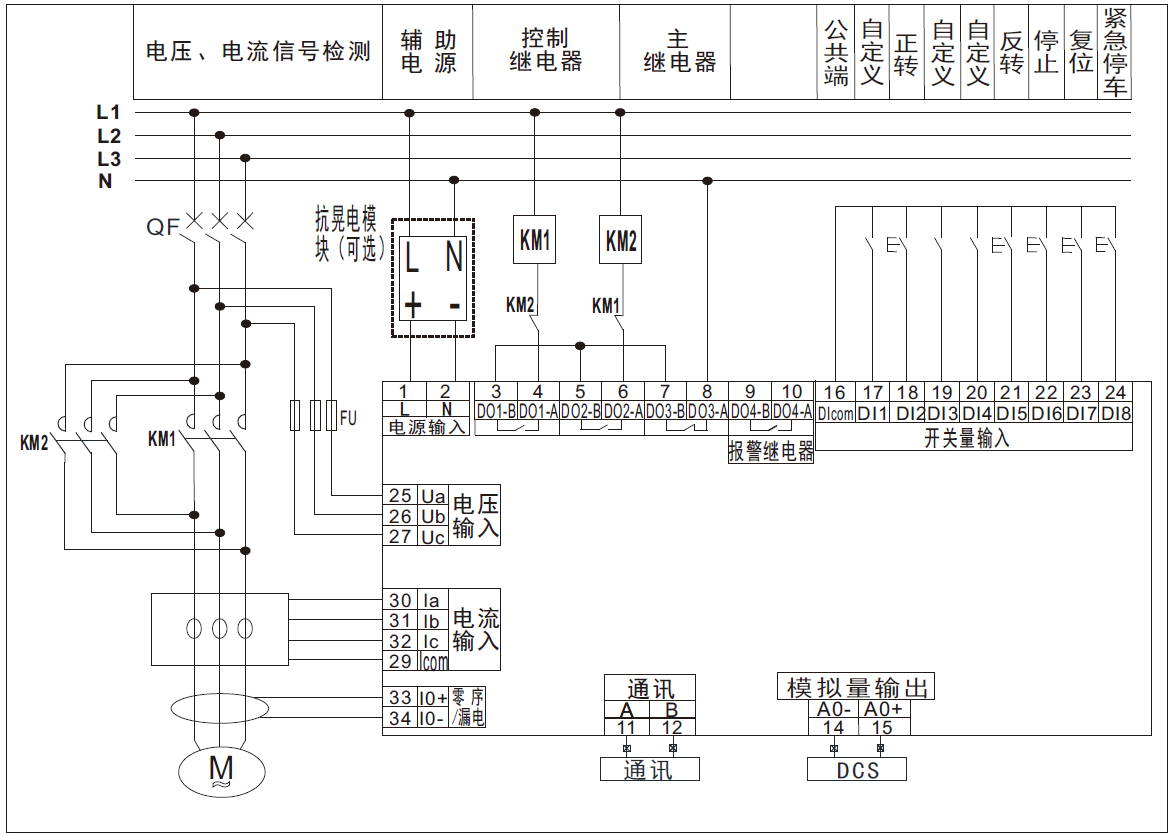 电压、电流信号检测
辅助
电源
控制
继电器
主
继电器
公共端
自定义
正转
自定义
自定义
反转
停止
复位
紧急停车
L1
L2
L3
N
QF
抗晃电模
块（可选）
L N
+ -
KM1
KM2
KM2
KM1
1 2 3 4 5 6 7 8 9 10 16 17 18 19 20 21 22 23 24
L N DO1-B DO1-A DO2-B DO2-A DO3-B DO3-A DO4-B DO4-A DIcom DI1 DI2 DI3 DI4 DI5 DI6 DI7 DI8
电源输入
报警继电器
开关量输入
FU
KM2
KM1
25 Ua
26 Ub
27 Uc
电压
输入
30 Ia
31 Ib
32 Ic
29 Icom
电流
输入
33 I0+
34 I0-
零序
/漏电
通讯
A B
11 12
通讯
模拟量输出
A0- A0+
14 15
DCS
M
≈